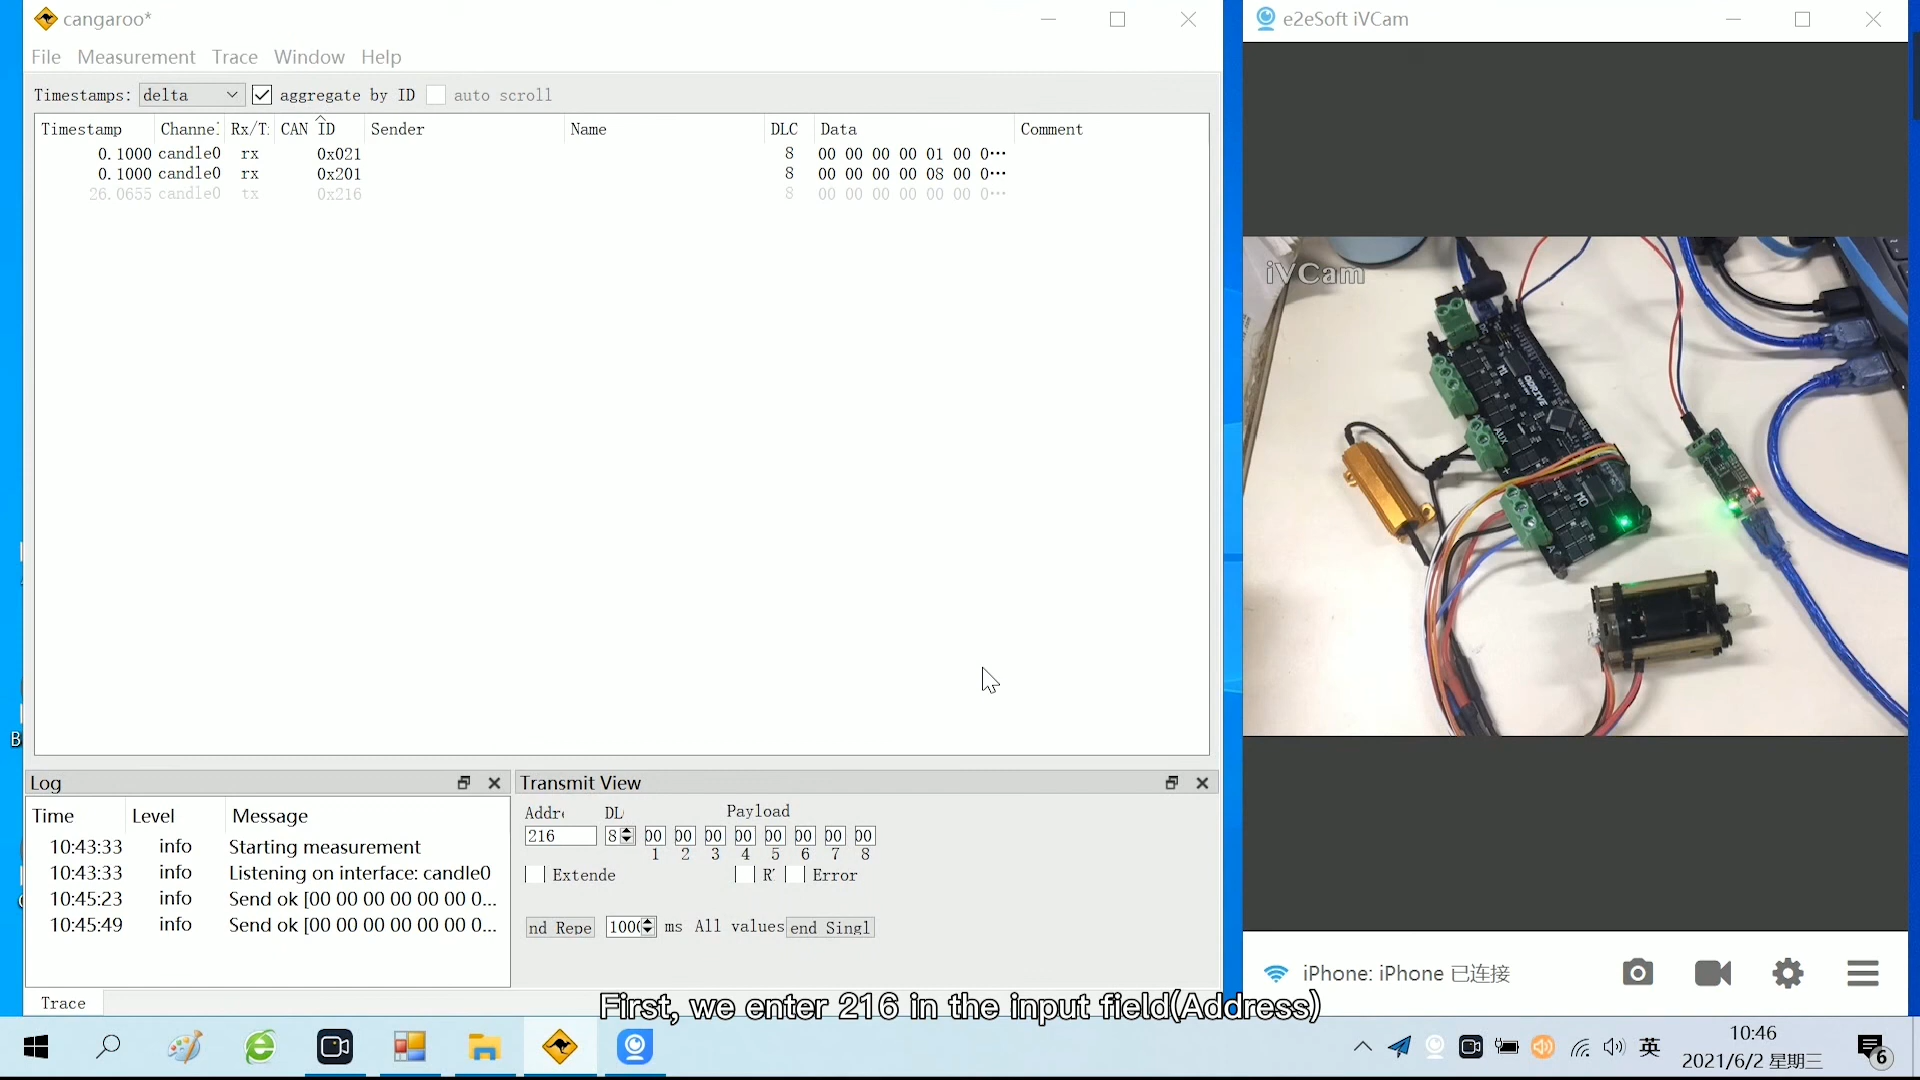 cangaroo*
e2eSoft iVCam
File Measurement Trace Window Help
Timestamps: delta aggregate by ID auto scroll
Timestamp Channel Rx/T: CAN ID Sender Name DLC Data Comment
0.1000 candle0 rx 0x021 8 00 00 00 00 01 00 0···
0.1000 candle0 rx 0x201 8 00 00 00 00 08 00 0···
26.0655 candle0 tx 0x216 8 00 00 00 00 00 00 0···
iVCam
M1
ODRIVE
AUX
M0
A
Log
Time Level Message
10:43:33 info Starting measurement
10:43:33 info Listening on interface: candle0
10:45:23 info Send ok [00 00 00 00 00 00 0...
10:45:49 info Send ok [00 00 00 00 00 00 0...
Trace
Transmit View
Addre DL Payload
216 8 00 00 00 00 00 00 00 00
1 2 3 4 5 6 7 8
Extende R Error
nd Repe 1000 ms All values end Singl
iPhone: iPhone 已连接
First, we enter 216 in the input field(Address)
B
英
10:46
2021/6/2 星期三
6